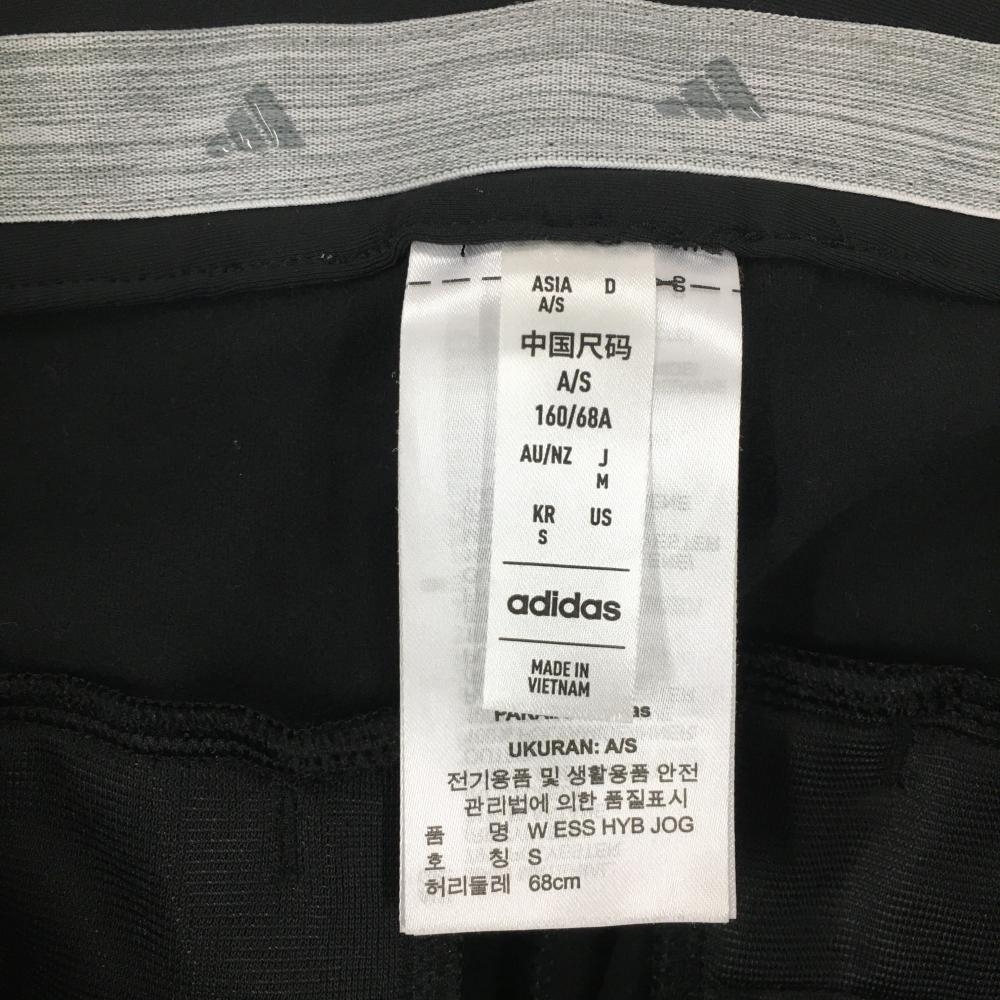 ASIA D
A/S
中国尺码
A/S
160/68A
AU/NZ J
M
KR US
S
adidas
MADE IN
VIETNAM
UKURAN: A/S
전기용품 및 생활용품 안전
관리법에 의한 품질표시
품 명 W ESS HYB JOG
호 칭 S
허리둘레 68cm